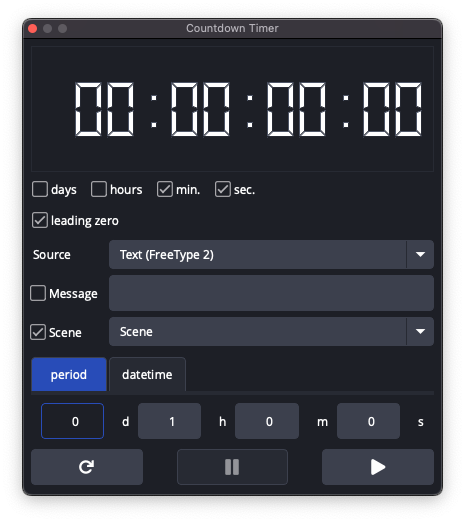 Countdown Timer
00:00:00:00
days hours min. sec.
leading zero
Source Text (FreeType 2)
Message
Scene Scene
period datetime
0 d 1 h 0 m 0 s